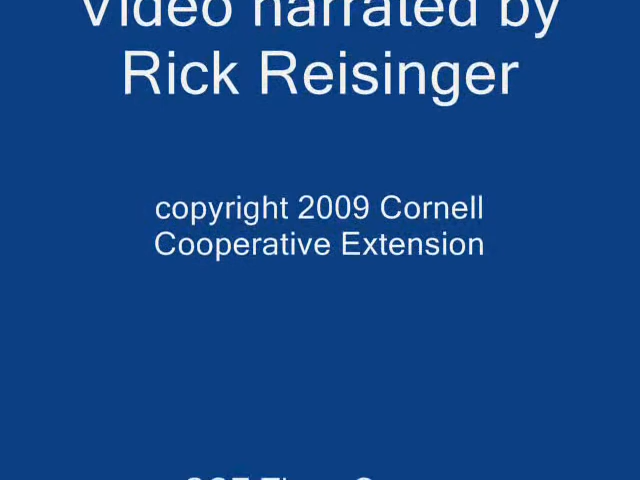 Video narrated by
Rick Reisinger
copyright 2009 Cornell
Cooperative Extension